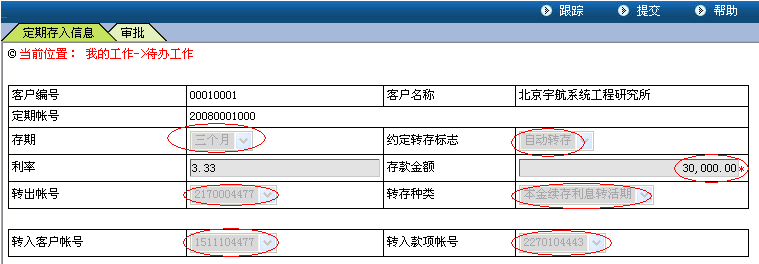 跟踪 提交 帮助
定期存入信息 审批
当前位置： 我的工作->待办工作
客户编号 00010001 客户名称 北京宇航系统工程研究所
定期帐号 20080001000
存期 三个月 约定转存标志 自动转存
利率 3.33 存款金额 30,000.00*
转出帐号 2170004477 转存种类 本金续存利息转活期
转入客户帐号 1511104477 转入款项帐号 2270104443